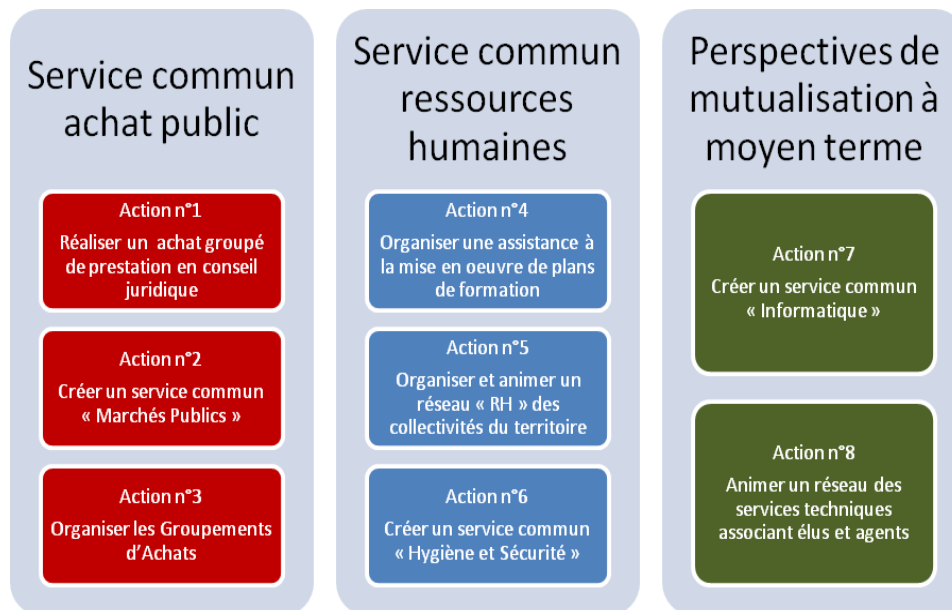 Service commun
achat public
Action n°1
Réaliser un achat groupé
de prestation en conseil
juridique
Action n°2
Créer un service commun
« Marchés Publics »
Action n°3
Organiser les Groupements
d'Achats
Service commun
ressources
humaines
Action n°4
Organiser une assistance à
la mise en oeuvre de plans
de formation
Action n°5
Organiser et animer un
réseau « RH » des
collectivités du territoire
Action n°6
Créer un service commun
« Hygiène et Sécurité »
Perspectives de
mutualisation à
moyen terme
Action n°7
Créer un service commun
« Informatique »
Action n°8
Animer un réseau des
services techniques
associant élus et agents